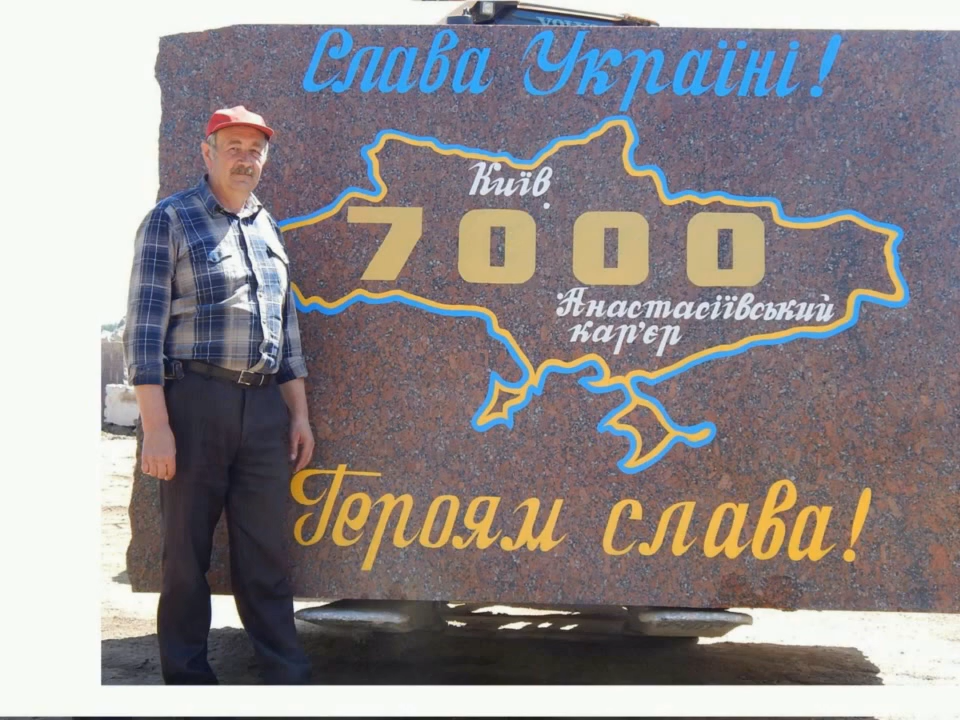 Слава Україні!
Київ
7000
Анастасіївський
кар'єр
Героям слава!